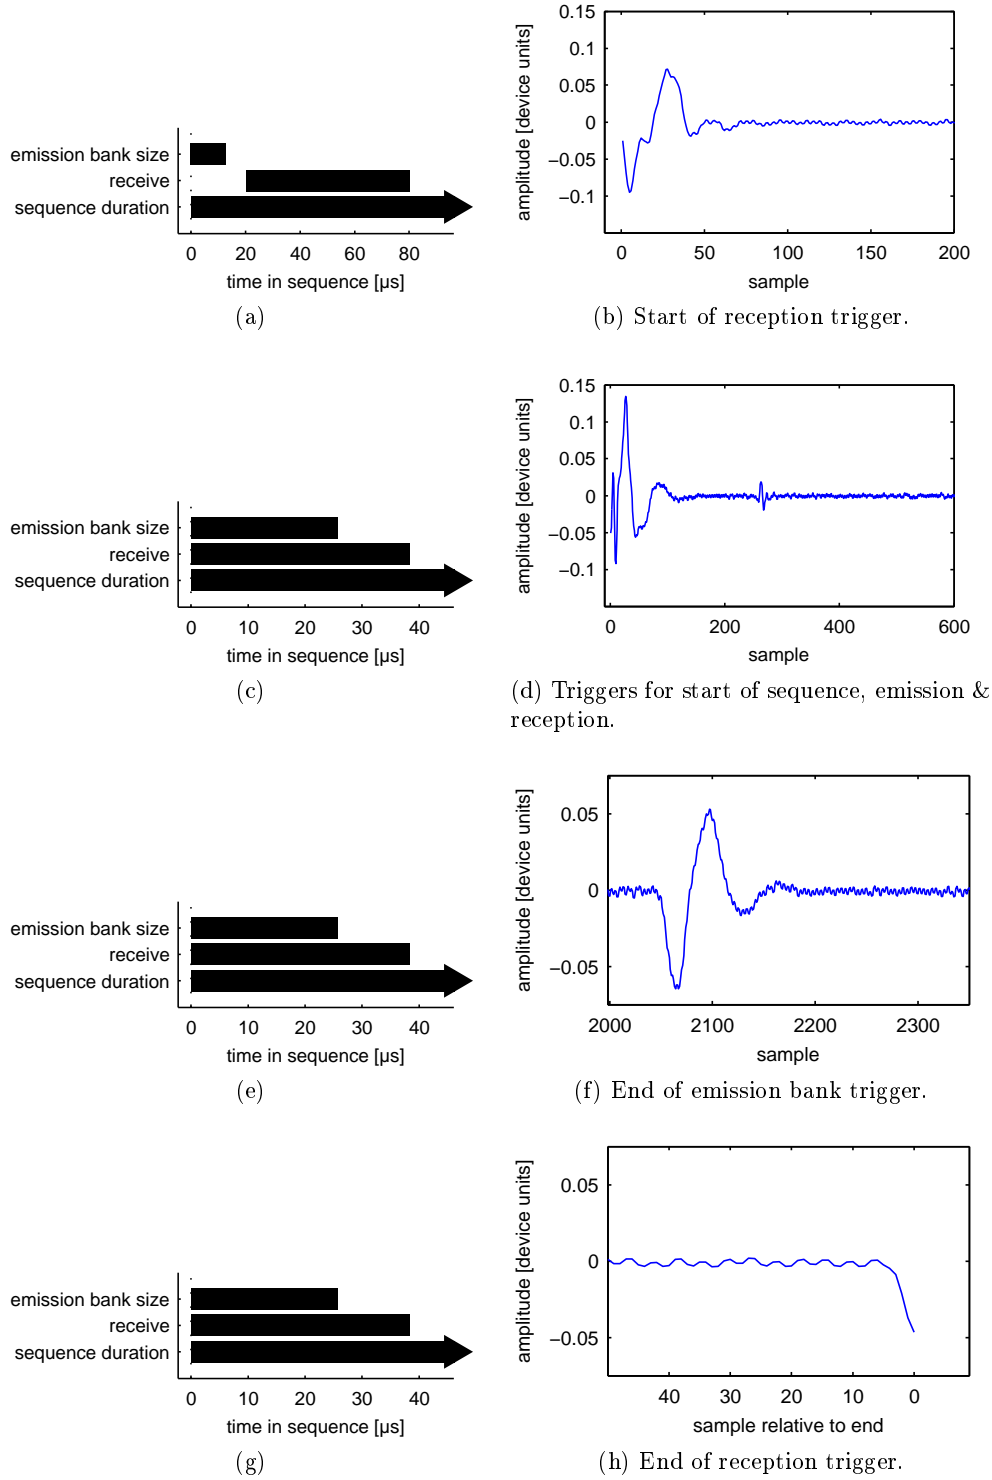 emission bank size
receive
sequence duration
0 20 40 60 80
time in sequence [µs]
(a)
amplitude [device units]
0.15
0.1
0.05
0
−0.05
−0.1
0 50 100 150 200
sample
(b) Start of reception trigger.
emission bank size
receive
sequence duration
0 10 20 30 40
time in sequence [µs]
(c)
amplitude [device units]
0.15
0.1
0.05
0
−0.05
−0.1
0 200 400 600
sample
(d) Triggers for start of sequence, emission &
reception.
emission bank size
receive
sequence duration
0 10 20 30 40
time in sequence [µs]
(e)
amplitude [device units]
0.05
0
−0.05
2000 2100 2200 2300
sample
(f) End of emission bank trigger.
emission bank size
receive
sequence duration
0 10 20 30 40
time in sequence [µs]
(g)
amplitude [device units]
0.05
0
−0.05
40 30 20 10 0
sample relative to end
(h) End of reception trigger.